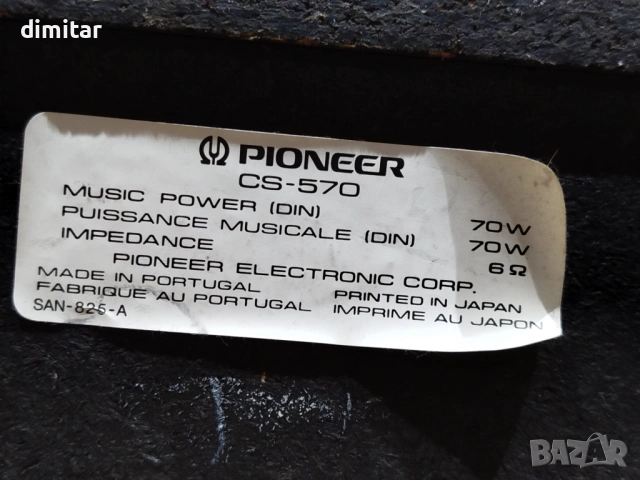 dimitar
PIONEER
CS-570
MUSIC POWER (DIN) 70W
PUISSANCE MUSICALE (DIN) 70W
IMPEDANCE 6Ω
PIONEER ELECTRONIC CORP.
MADE IN PORTUGAL PRINTED IN JAPAN
FABRIQUE AU PORTUGAL IMPRIME AU JAPON
SAN-825-A
BAZAR